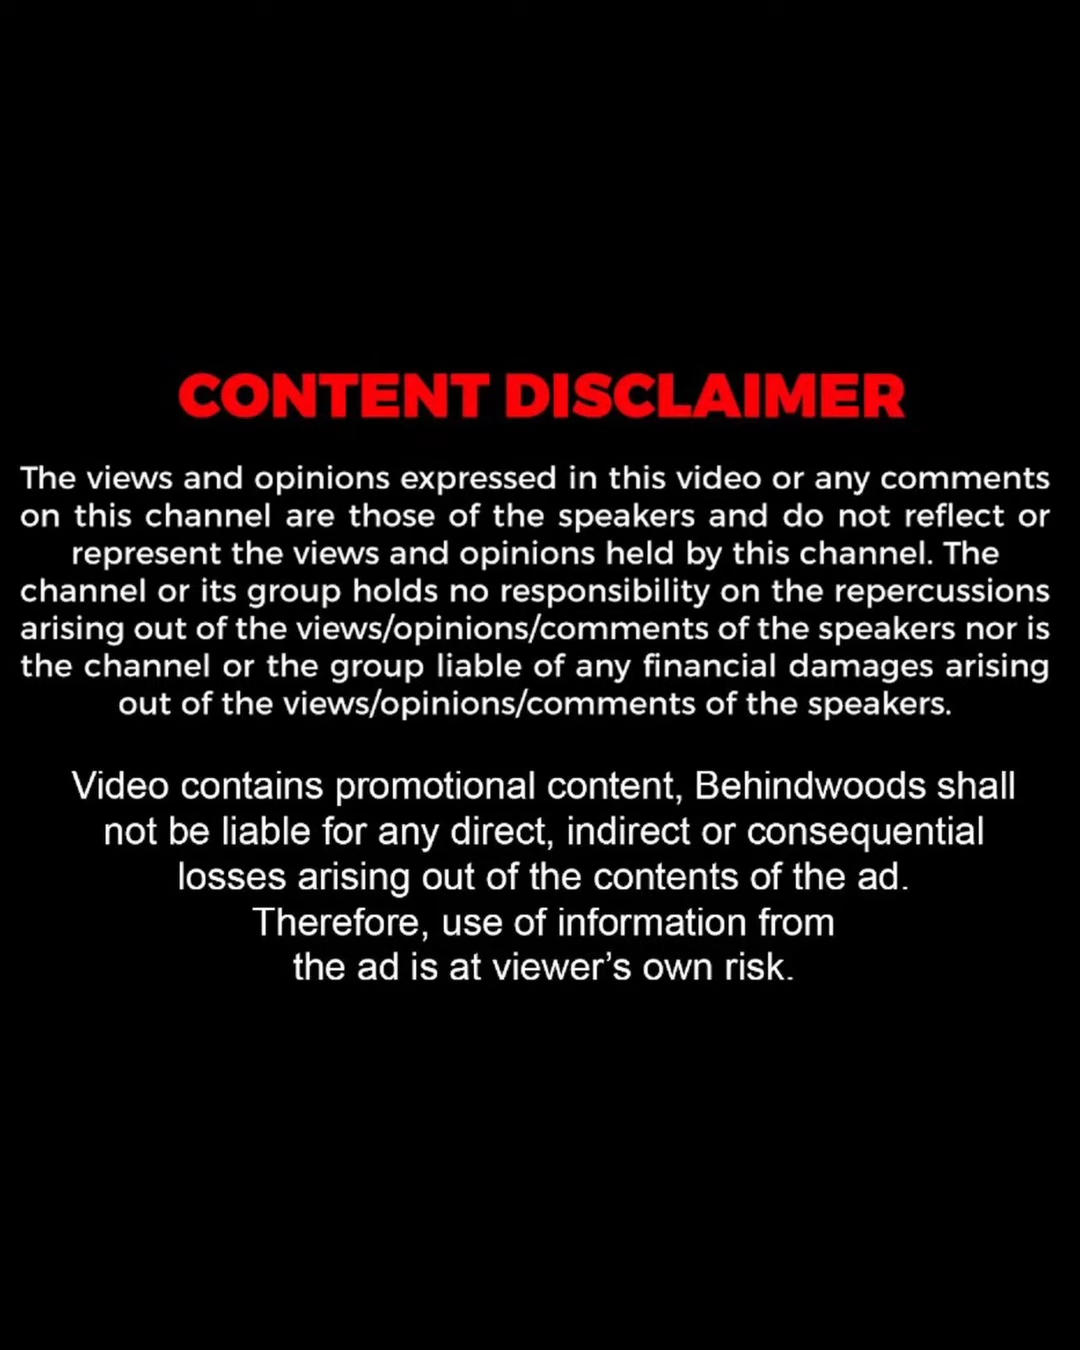 CONTENT DISCLAIMER
The views and opinions expressed in this video or any comments
on this channel are those of the speakers and do not reflect or
represent the views and opinions held by this channel. The
channel or its group holds no responsibility on the repercussions
arising out of the views/opinions/comments of the speakers nor is
the channel or the group liable of any financial damages arising
out of the views/opinions/comments of the speakers.
Video contains promotional content, Behindwoods shall
not be liable for any direct, indirect or consequential
losses arising out of the contents of the ad.
Therefore, use of information from
the ad is at viewer’s own risk.